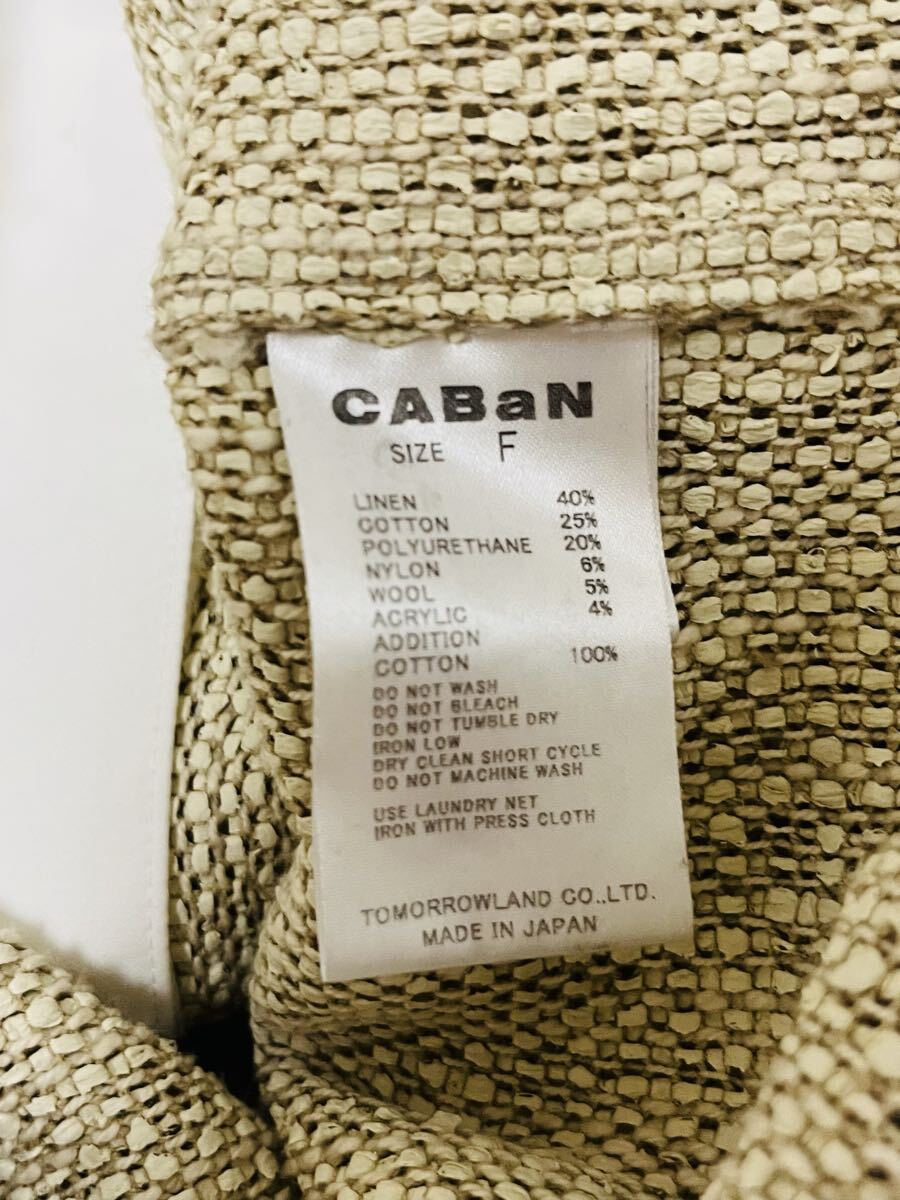 CABaN
SIZE F
LINEN 40%
COTTON 25%
POLYURETHANE 20%
NYLON 6%
WOOL 5%
ACRYLIC 4%
ADDITION
COTTON 100%
DO NOT WASH
DO NOT BLEACH
DO NOT TUMBLE DRY
IRON LOW
DRY CLEAN SHORT CYCLE
DO NOT MACHINE WASH
USE LAUNDRY NET
IRON WITH PRESS CLOTH
TOMORROWLAND CO.,LTD.
MADE IN JAPAN